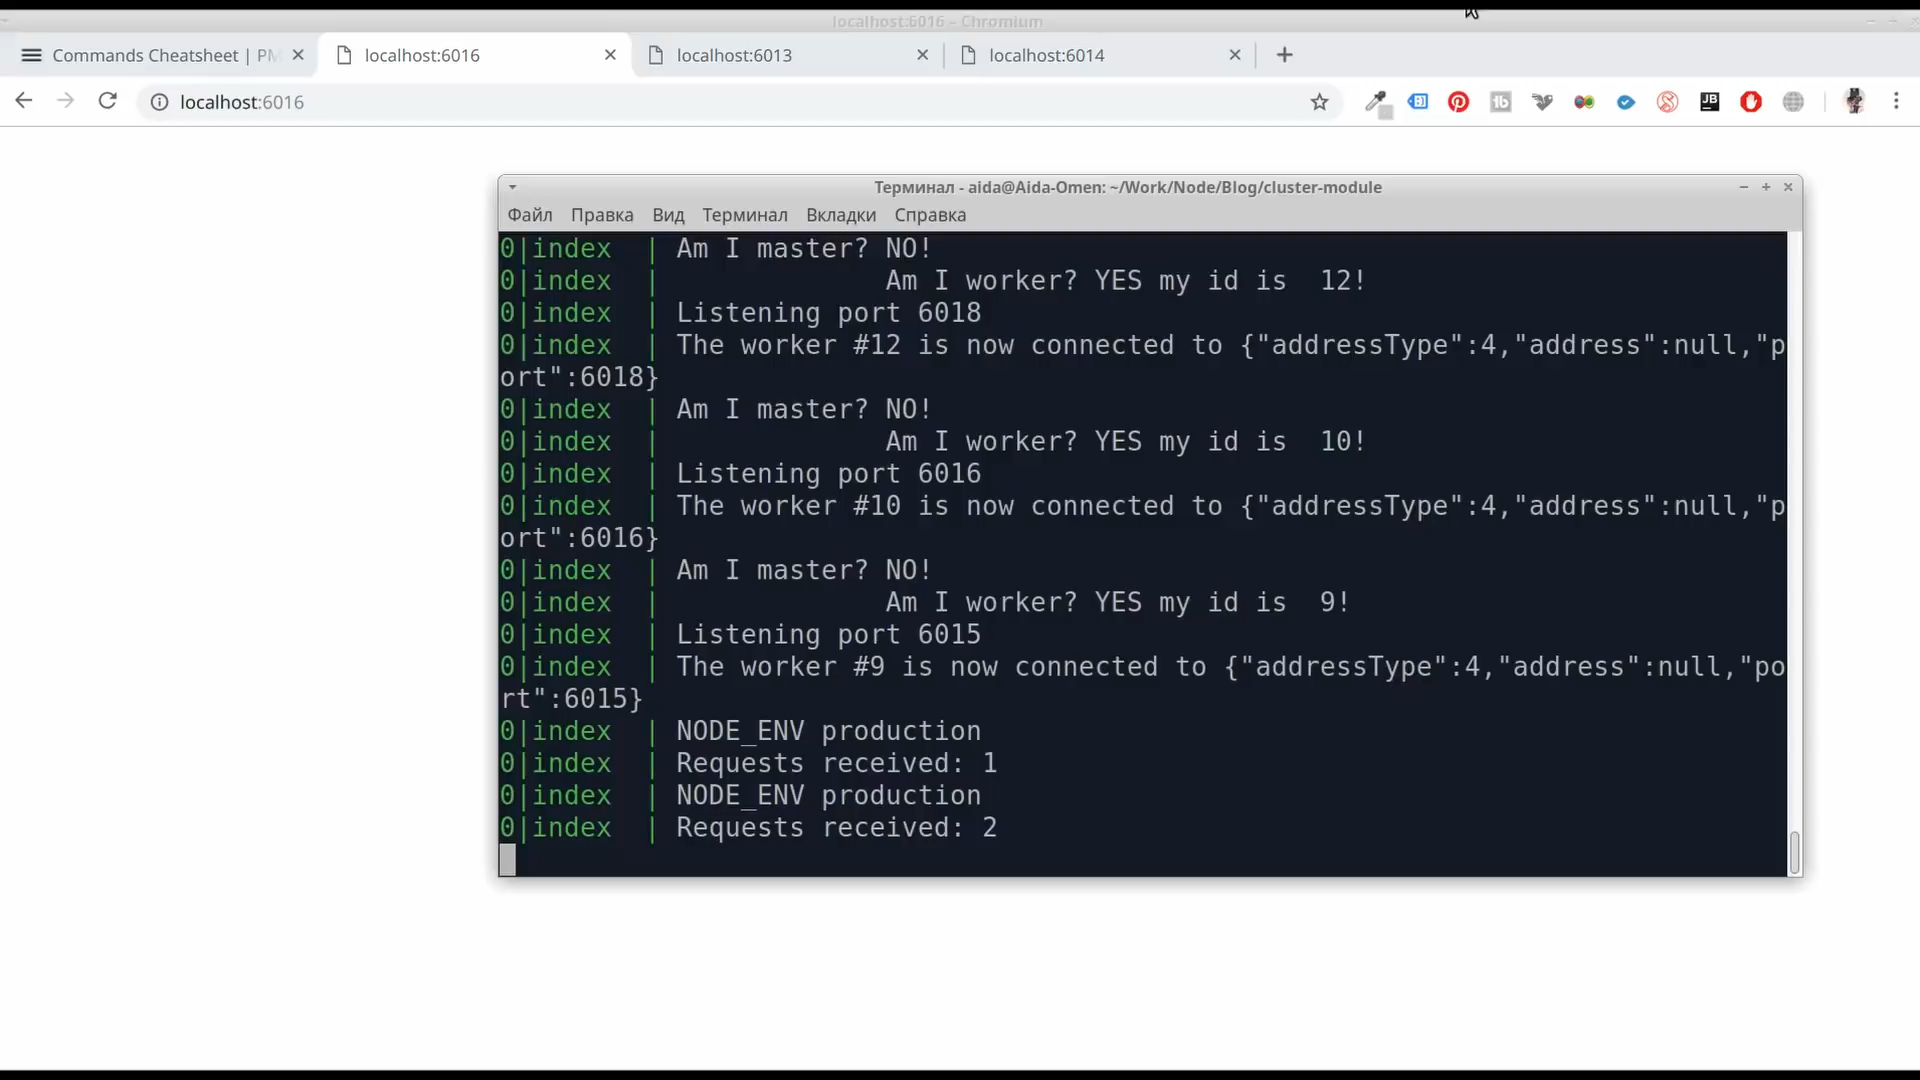 localhost:6016 – Chromium
Commands Cheatsheet | PM
localhost:6016
localhost:6013
localhost:6014
localhost:6016
JB
Терминал - aida@Aida-Omen: ~/Work/Node/Blog/cluster-module
Файл Правка Вид Терминал Вкладки Справка
0|index | Am I master? NO!
0|index | Am I worker? YES my id is 12!
0|index | Listening port 6018
0|index | The worker #12 is now connected to {"addressType":4,"address":null,"p
ort":6018}
0|index | Am I master? NO!
0|index | Am I worker? YES my id is 10!
0|index | Listening port 6016
0|index | The worker #10 is now connected to {"addressType":4,"address":null,"p
ort":6016}
0|index | Am I master? NO!
0|index | Am I worker? YES my id is 9!
0|index | Listening port 6015
0|index | The worker #9 is now connected to {"addressType":4,"address":null,"po
rt":6015}
0|index | NODE_ENV production
0|index | Requests received: 1
0|index | NODE_ENV production
0|index | Requests received: 2